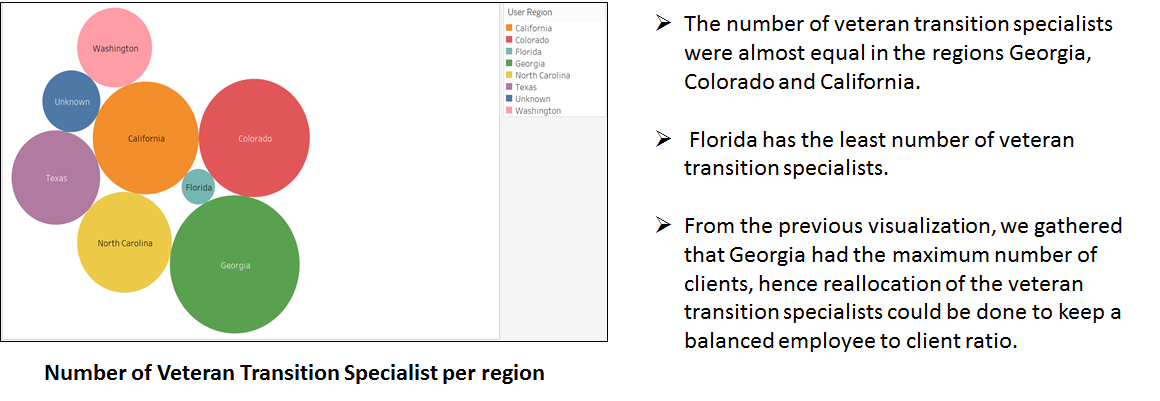 Washington
Unknown
California
Colorado
Texas
Florida
North Carolina
Georgia
User Region
California
Colorado
Florida
Georgia
North Carolina
Texas
Unknown
Washington
Number of Veteran Transition Specialist per region
➢ The number of veteran transition specialists
were almost equal in the regions Georgia,
Colorado and California.
➢ Florida has the least number of veteran
transition specialists.
➢ From the previous visualization, we gathered
that Georgia had the maximum number of
clients, hence reallocation of the veteran
transition specialists could be done to keep a
balanced employee to client ratio.